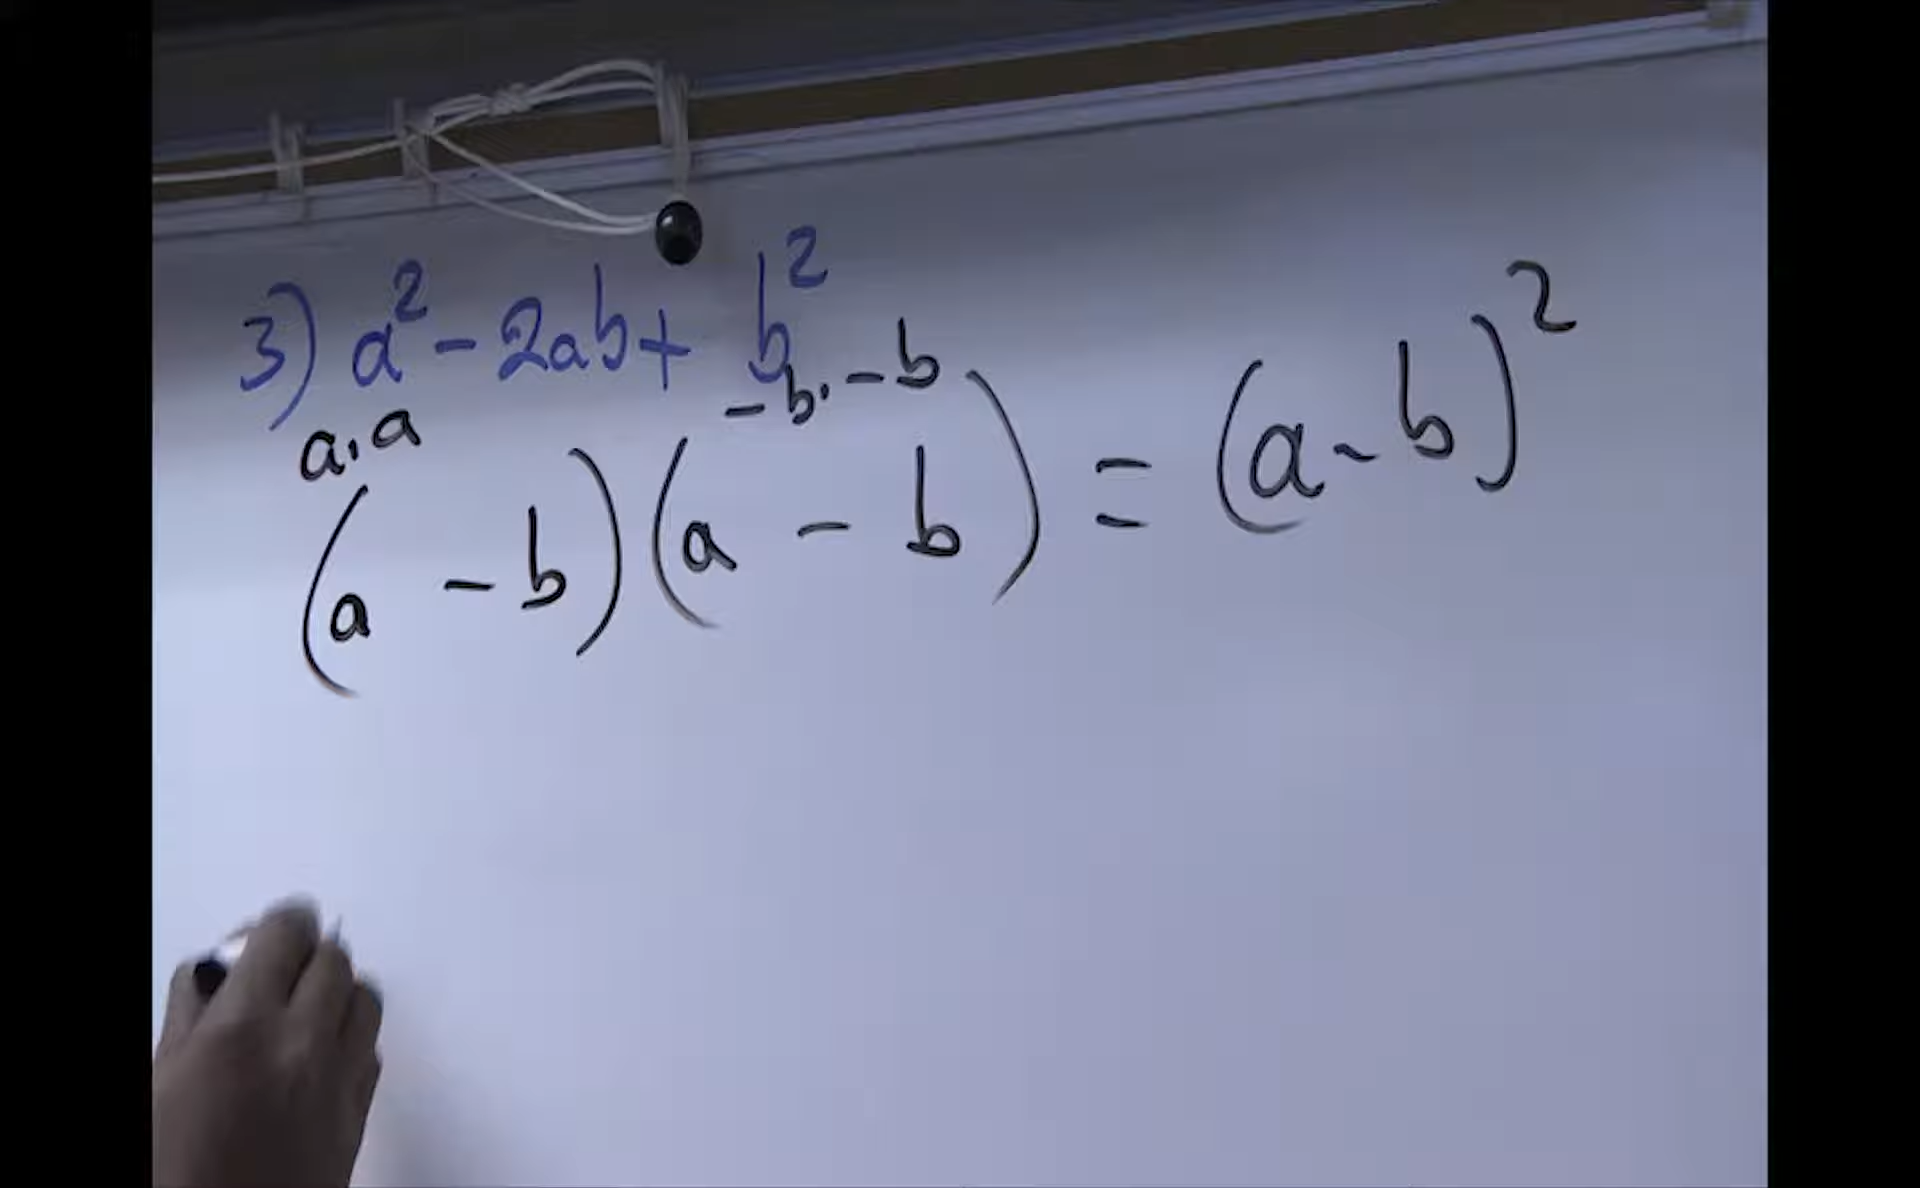 3) a² - 2ab + b²
a·a -b·-b
(a - b)(a - b) = (a - b)²